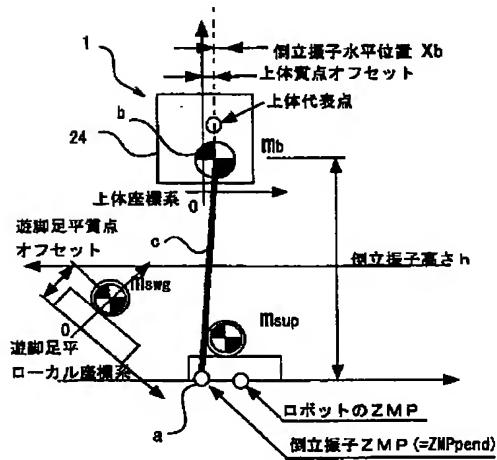 倒立振子水平位置 Xb
上体質点オフセット
1
上体代表点
b
mb
24
上体座標系
0
遊脚足平質点
オフセット
c
倒立振子高さh
mswg
msup
0
遊脚足平
ローカル座標系
ロボットのZMP
a
倒立振子ZMP(=ZMPpend)